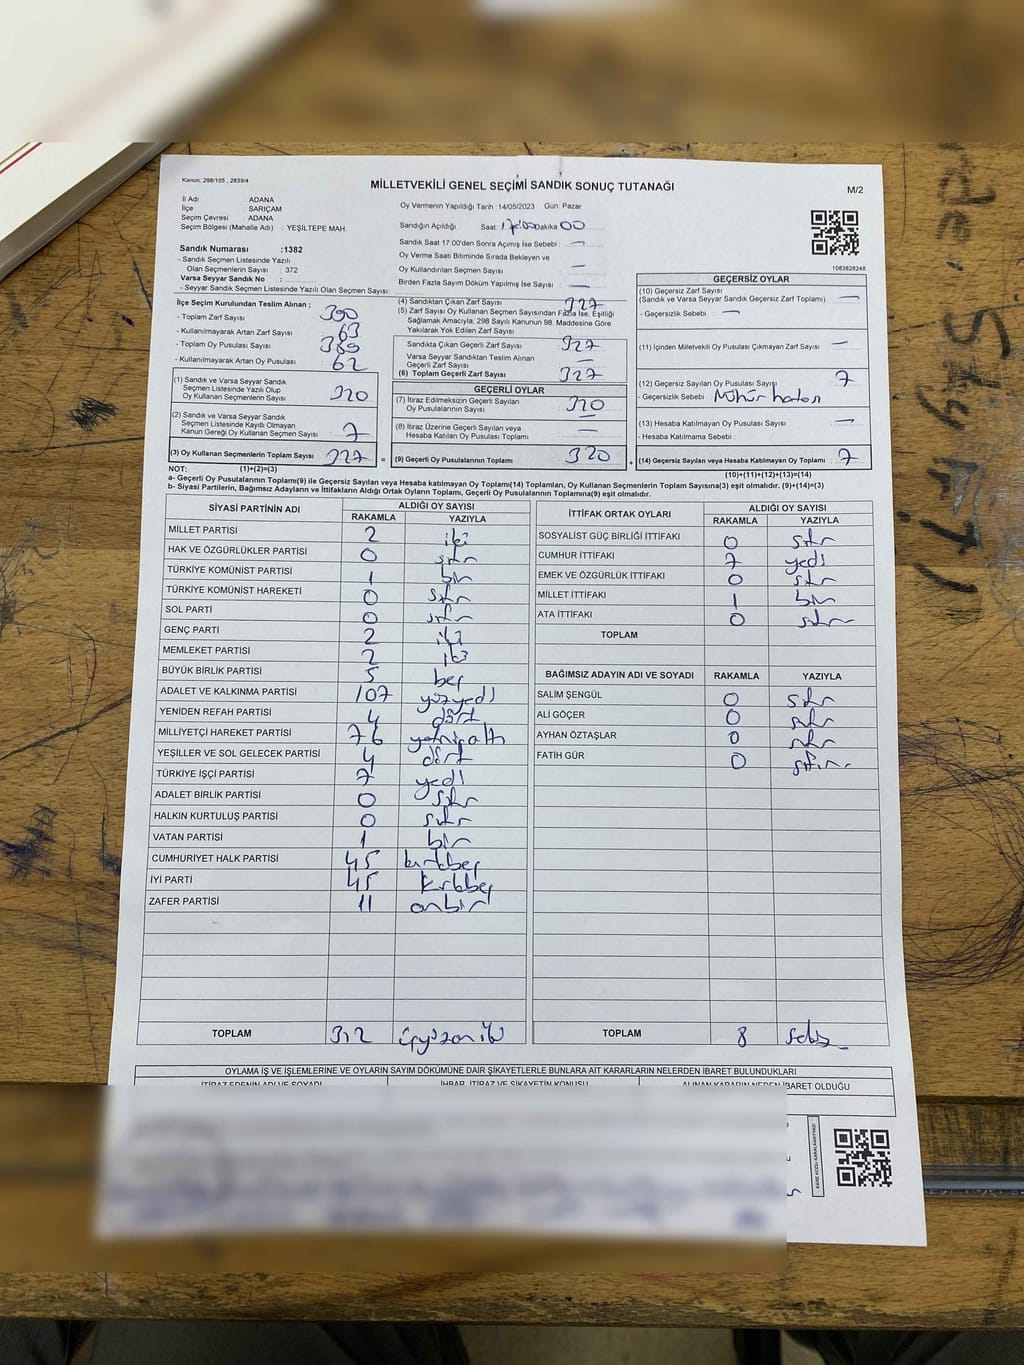 Kanun; 298/105 , 2839/4
MİLLETVEKİLİ GENEL SEÇİMİ SANDIK SONUÇ TUTANAĞI
M/2
İl Adı ADANA
İlçe : SARIÇAM
Seçim Çevresi : ADANA
Seçim Bölgesi (Mahalle Adı) : YEŞİLTEPE MAH.
Oy Vermenin Yapıldığı Tarih : 14/05/2023 Gün: Pazar
Sandığın Açıldığı Saat: 17:00 Dakika 00
Sandık Saat 17.00'den Sonra Açımış İse Sebebi : —
Oy Verme Saati Bitiminde Sırada Bekleyen ve
Oy Kullandırılan Seçmen Sayısı —
Birden Fazla Sayım Döküm Yapılmış İse Sayısı : —
1083828248
Sandık Numarası :1382
- Sandık Seçmen Listesinde Yazılı
Olan Seçmenlerin Sayısı : 372
Varsa Seyyar Sandık No :
- Seyyar Seçmen Listesinde Yazılı Olan Seçmen Sayısı:
İlçe Seçim Kurulundan Teslim Alınan ;
- Toplam Zarf Sayısı 390
- Kullanılmayarak Artan Zarf Sayısı 63
- Toplam Oy Pusulası Sayısı 389
- Kullanılmayarak Artan Oy Pusulası 62
(1) Sandık ve Varsa Seyyar Sandık
Seçmen Listesinde Yazılı Olup
Oy Kullanan Seçmenlerin Sayısı 320
(2) Sandık ve Varsa Seyyar Sandık
Seçmen Listesinde Kayıtlı Olmayan
Kanun Gereği Oy Kullanan Seçmen Sayısı : 7
(3) Oy Kullanan Seçmenlerin Toplam Sayısı 327 =
(4) Sandıktan Çıkan Zarf Sayısı 327
(5) Zarf Sayısı Oy Kullanan Seçmen Sayısından Fazla İse, Eşitliği
Sağlamak Amacıyla; 298 Sayılı Kanunun 98. Maddesine Göre
Yakılarak Yok Edilen Zarf Sayısı
Sandıkta Çıkan Geçerli Zarf Sayısı 327
Varsa Seyyar Sandıktan Teslim Alınan
Geçerli Zarf Sayısı —
(6) Toplam Geçerli Zarf Sayısı 327
GEÇERLİ OYLAR
(7) İtiraz Edilmeksizin Geçerli Sayılan
Oy Pusulalarının Sayısı : 320
(8) İtiraz Üzerine Geçerli Sayılan veya
Hesaba Katılan Oy Pusulası Toplamı —
(9) Geçerli Oy Pusulalarının Toplamı : 320 +
GEÇERSİZ OYLAR
(10) Geçersiz Zarf Sayısı
(Sandık ve Varsa Seyyar Sandık Geçersiz Zarf Toplamı) —
- Geçersizlik Sebebi : —
(11) İçinden Milletvekili Oy Pusulası Çıkmayan Zarf Sayısı : —
(12) Geçersiz Sayılan Oy Pusulası Sayısı 7
- Geçersizlik Sebebi : Mühür hatası
(13) Hesaba Katılmayan Oy Pusulası Sayısı —
- Hesaba Katılmama Sebebi :
(14) Geçersiz Sayılan veya Hesaba Katılmayan Oy Toplamı : 7
NOT: (1)+(2)=(3)
(10)+(11)+(12)+(13)=(14)
a- Geçerli Oy Pusulalarının Toplamı(9) ile Geçersiz Sayılan veya Hesaba katılmayan Oy Toplamı(14) Toplamları, Oy Kullanan Seçmenlerin Toplam Sayısına(3) eşit olmalıdır. (9)+(14)=(3)
b- Siyasi Partilerin, Bağımsız Adayların ve İttifakların Aldığı Ortak Oyların Toplamı, Geçerli Oy Pusulalarının Toplamına(9) eşit olmalıdır.
SİYASİ PARTİNİN ADI ALDIĞI OY SAYISI
RAKAMLA YAZIYLA
MİLLET PARTİSİ 2 iki
HAK VE ÖZGÜRLÜKLER PARTİSİ 0 sıfır
TÜRKİYE KOMÜNİST PARTİSİ 1 bir
TÜRKİYE KOMÜNİST HAREKETİ 0 sıfır
SOL PARTİ 0 sıfır
GENÇ PARTİ 2 iki
MEMLEKET PARTİSİ 2 iki
BÜYÜK BİRLİK PARTİSİ 5 beş
ADALET VE KALKINMA PARTİSİ 107 yüzyedi
YENİDEN REFAH PARTİSİ 4 dört
MİLLİYETÇİ HAREKET PARTİSİ 76 yetmişaltı
YEŞİLLER VE SOL GELECEK PARTİSİ 4 dört
TÜRKİYE İŞÇİ PARTİSİ 7 yedi
ADALET BİRLİK PARTİSİ 0 sıfır
HALKIN KURTULUŞ PARTİSİ 0 sıfır
VATAN PARTİSİ 1 bir
CUMHURİYET HALK PARTİSİ 45 kırkbeş
İYİ PARTİ 45 kırkbeş
ZAFER PARTİSİ 11 onbir
TOPLAM 312 üçyüzoniki
İTTİFAK ORTAK OYLARI ALDIĞI OY SAYISI
RAKAMLA YAZIYLA
SOSYALİST GÜÇ BİRLİĞİ İTTİFAKI 0 sıfır
CUMHUR İTTİFAKI 7 yedi
EMEK VE ÖZGÜRLÜK İTTİFAKI 0 sıfır
MİLLET İTTİFAKI 1 bir
ATA İTTİFAKI 0 sıfır
TOPLAM
BAĞIMSIZ ADAYIN ADI VE SOYADI RAKAMLA YAZIYLA
SALİM ŞENGÜL 0 sıfır
ALİ GÖÇER 0 sıfır
AYHAN ÖZTAŞLAR 0 sıfır
FATİH GÜR 0 sıfır
TOPLAM 8 sekiz
OYLAMA İŞ VE İŞLEMLERİNE VE OYLARIN SAYIM DÖKÜMÜNE DAİR ŞİKAYETLERLE BUNLARA AİT KARARLARIN NELERDEN İBARET BULUNDUKLARI
İTİRAZ EDENİN ADI VE SOYADI İHBAR, İTİRAZ VE ŞİKAYETİN KONUSU ALINAN KARARIN NEDEN İBARET OLDUĞU
KARE KODU KARALAMAYINIZ!